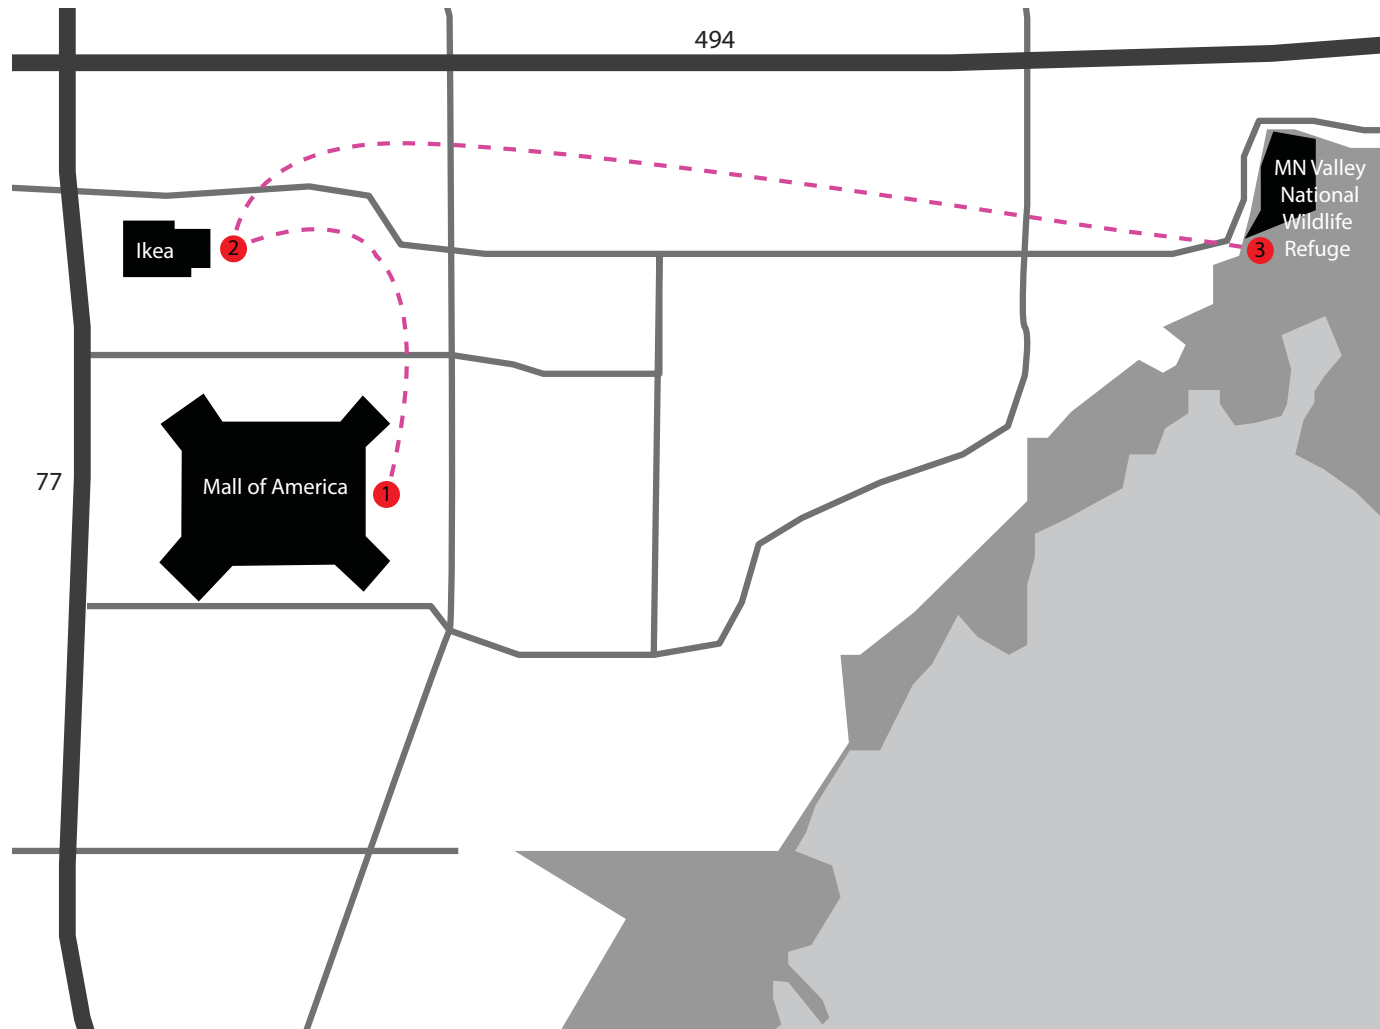 494
MN Valley
National
Wildlife
Refuge
Ikea
2
3
77
Mall of America
1